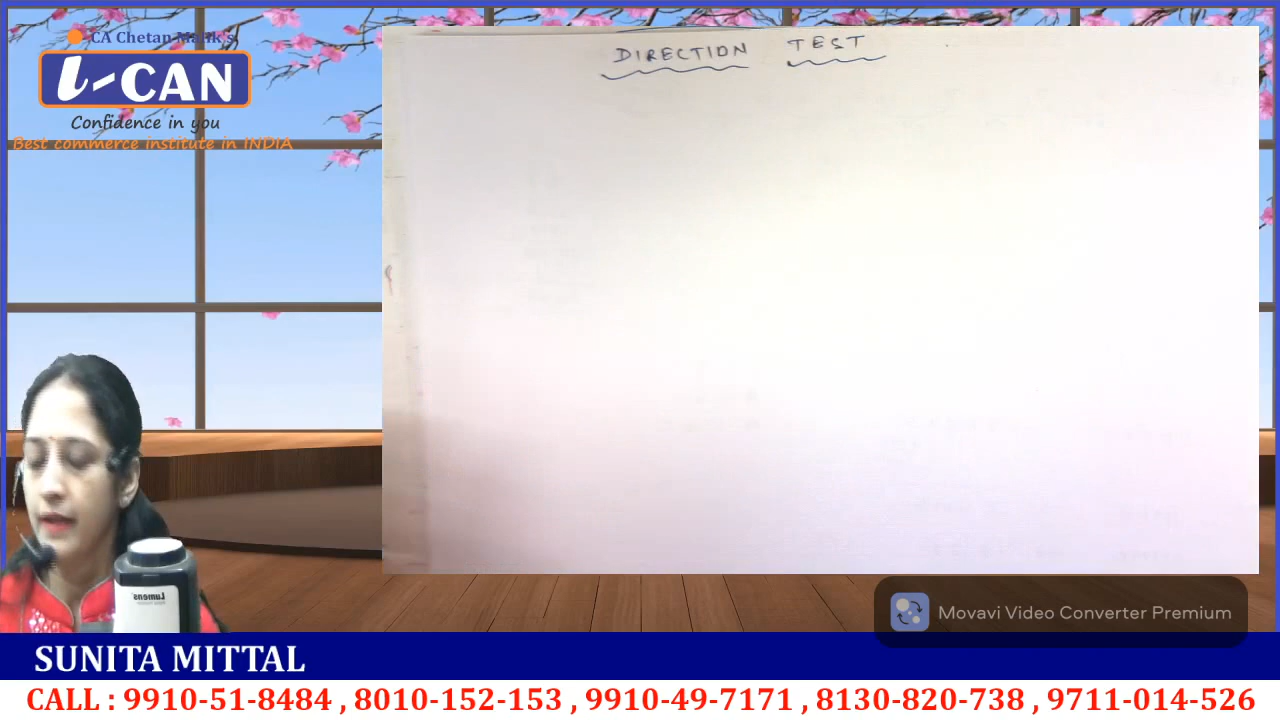 CA Chetan Malik's
i-CAN
Confidence in you
Best commerce institute in INDIA
DIRECTION TEST
Lumens
Movavi Video Converter Premium
SUNITA MITTAL
CALL : 9910-51-8484 , 8010-152-153 , 9910-49-7171 , 8130-820-738 , 9711-014-526